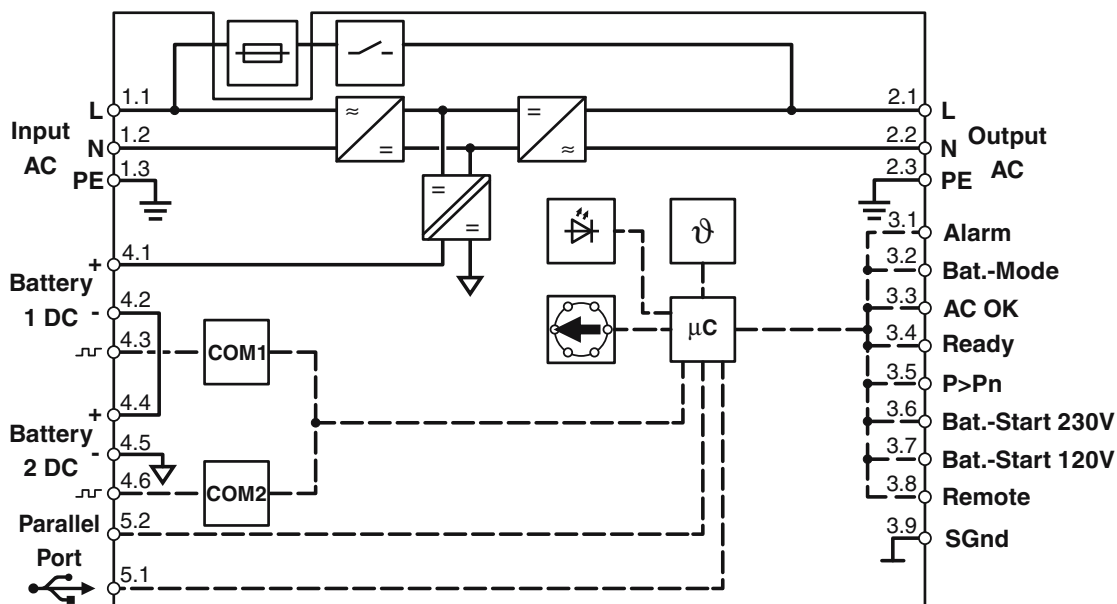 L
1.1
Input
AC
N
1.2
PE
1.3
≈
=
=
≈
=
=
2.1
L
2.2
N
Output
AC
2.3
PE
+
4.1
Battery
1 DC
-
4.2
4.3
COM1
+
4.4
Battery
2 DC
-
4.5
4.6
COM2
Parallel
Port
5.2
5.1
ϑ
µC
3.1
Alarm
3.2
Bat.-Mode
3.3
AC OK
3.4
Ready
3.5
P>Pn
3.6
Bat.-Start 230V
3.7
Bat.-Start 120V
3.8
Remote
3.9
SGnd